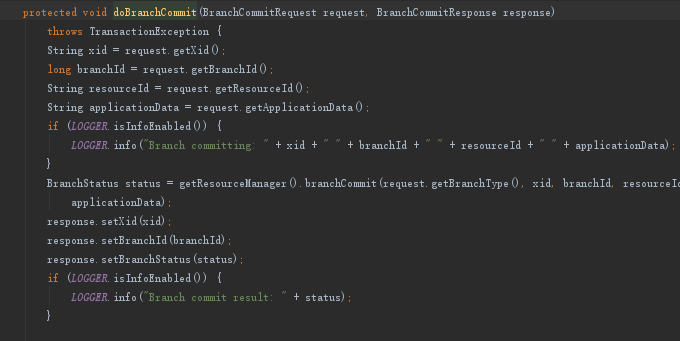 protected void doBranchCommit(BranchCommitRequest request, BranchCommitResponse response)
throws TransactionException {
String xid = request.getXid();
long branchId = request.getBranchId();
String resourceId = request.getResourceId();
String applicationData = request.getApplicationData();
if (LOGGER.isInfoEnabled()) {
LOGGER.info("Branch committing: " + xid + " " + branchId + " " + resourceId + " " + applicationData);
}
BranchStatus status = getResourceManager().branchCommit(request.getBranchType(), xid, branchId, resourceId
applicationData);
response.setXid(xid);
response.setBranchId(branchId);
response.setBranchStatus(status);
if (LOGGER.isInfoEnabled()) {
LOGGER.info("Branch commit result: " + status);
}